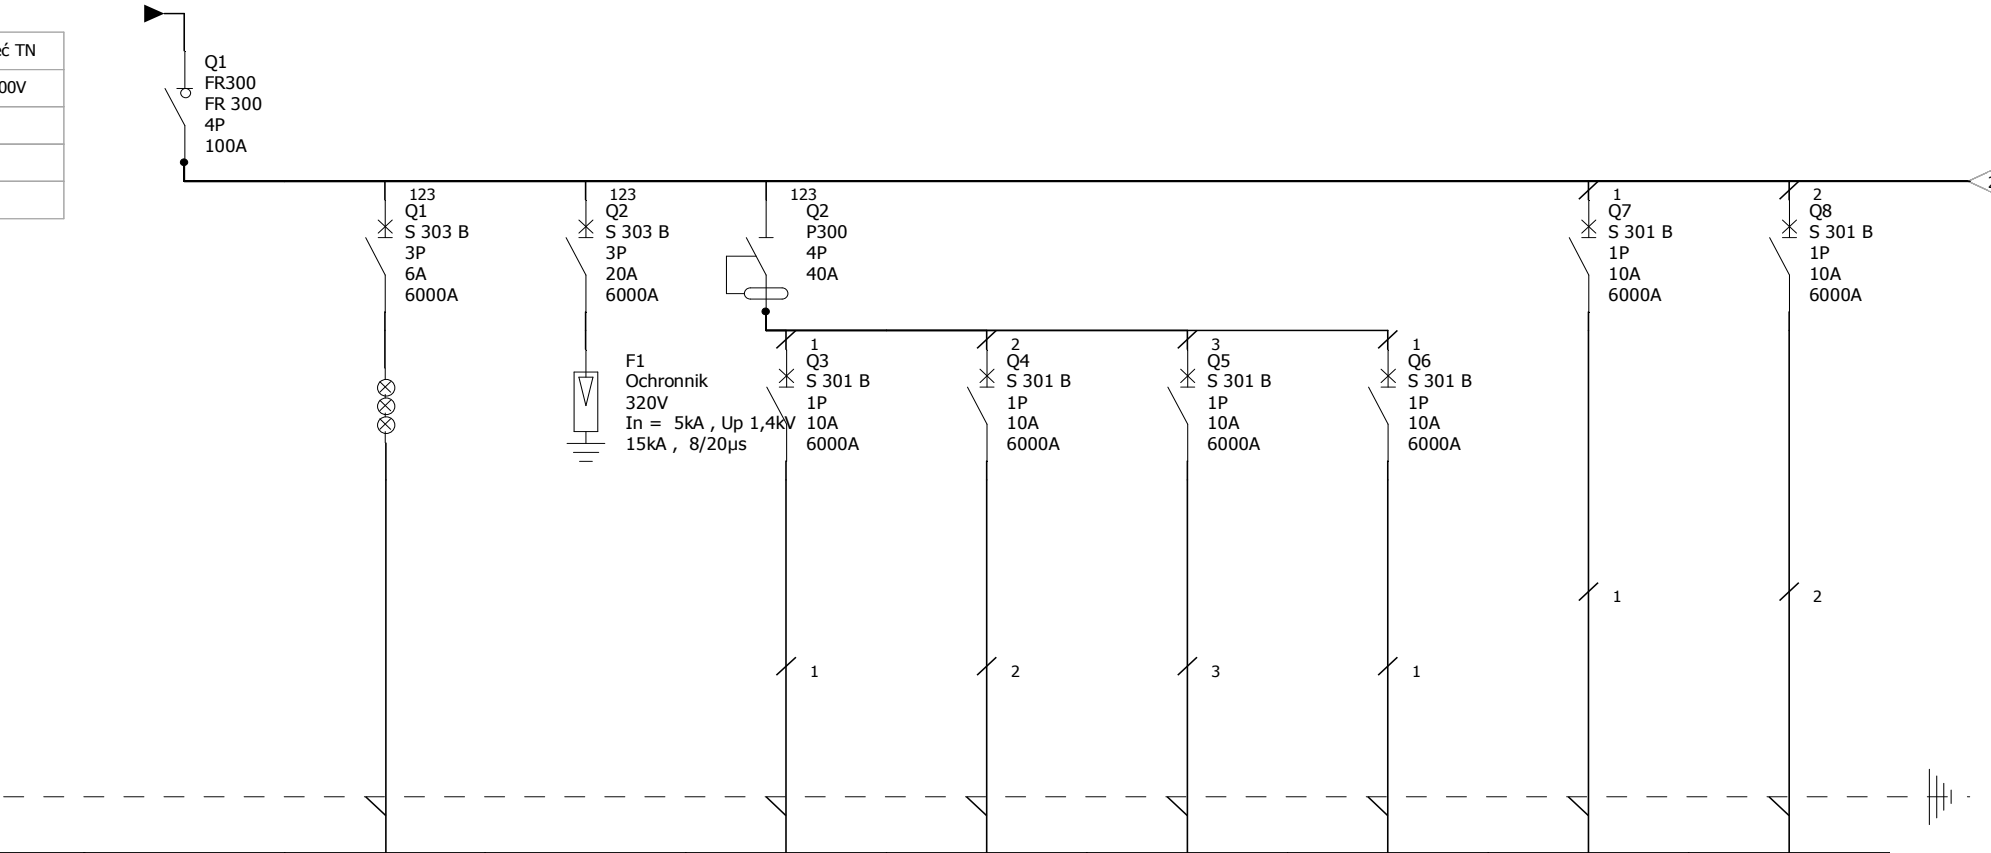 ć TN
00V
Q1
FR300
FR 300
4P
100A
123
Q1
S 303 B
3P
6A
6000A
123
Q2
S 303 B
3P
20A
6000A
123
Q2
P300
4P
40A
1
Q7
S 301 B
1P
10A
6000A
2
Q8
S 301 B
1P
10A
6000A
F1
Ochronnik
320V
In = 5kA , Up 1,4kV
15kA , 8/20µs
1
Q3
S 301 B
1P
10A
6000A
2
Q4
S 301 B
1P
10A
6000A
3
Q5
S 301 B
1P
10A
6000A
1
Q6
S 301 B
1P
10A
6000A
1
2
1
2
3
1